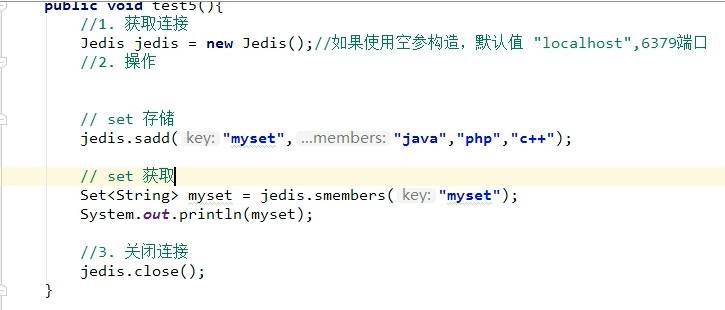 public void test5(){
//1. 获取连接
Jedis jedis = new Jedis();//如果使用空参构造，默认值 "localhost",6379端口
//2. 操作
// set 存储
jedis.sadd( key: "myset", ...members: "java","php","c++");
// set 获取
Set<String> myset = jedis.smembers( key: "myset");
System.out.println(myset);
//3. 关闭连接
jedis.close();
}